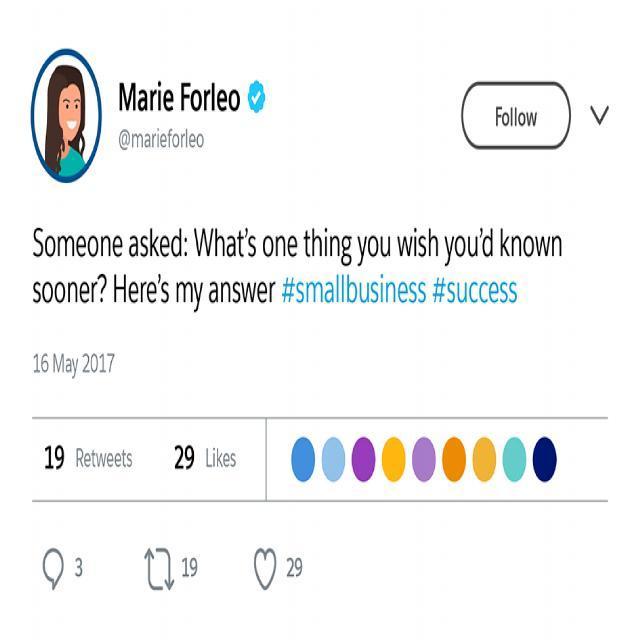 Marie Forleo
@marieforleo
Follow
Someone asked: What's one thing you wish you'd known
sooner? Here's my answer #smallbusiness #success
16 May 2017
19 Retweets 29 Likes
3 19 29